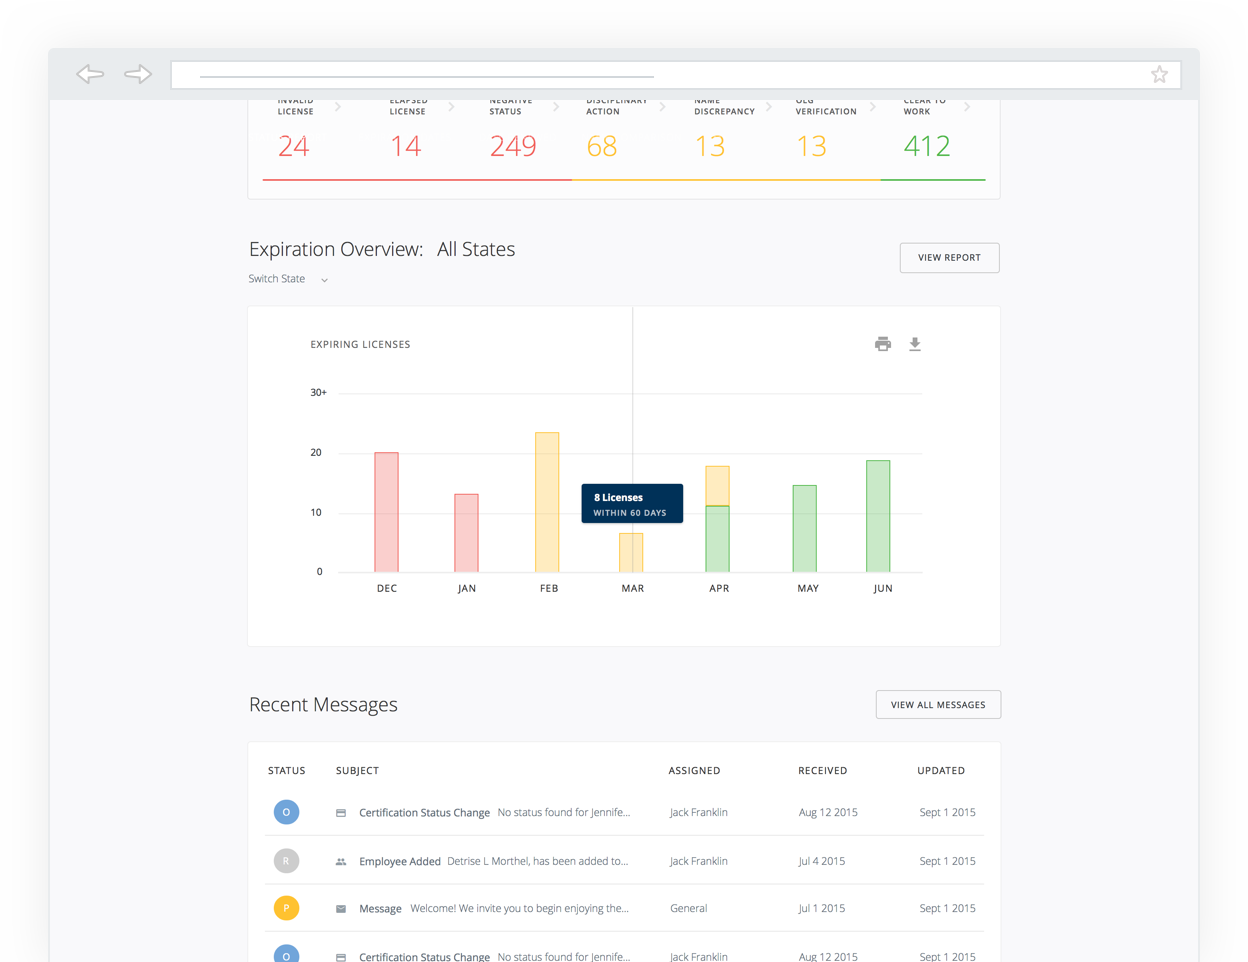 INVALID LICENSE
ELAPSED LICENSE
NEGATIVE STATUS
DISCIPLINARY ACTION
NAME DISCREPANCY
OLG VERIFICATION
CLEAR TO WORK
24 14 249 68 13 13 412
Expiration Overview: All States
VIEW REPORT
Switch State
EXPIRING LICENSES
30+
20
10
0
8 Licenses
WITHIN 60 DAYS
DEC JAN FEB MAR APR MAY JUN
Recent Messages
VIEW ALL MESSAGES
STATUS SUBJECT ASSIGNED RECEIVED UPDATED
O Certification Status Change No status found for Jennife... Jack Franklin Aug 12 2015 Sept 1 2015
R Employee Added Detrise L Morthel, has been added to... Jack Franklin Jul 4 2015 Sept 1 2015
P Message Welcome! We invite you to begin enjoying the... General Jul 1 2015 Sept 1 2015
O Certification Status Change No status found for Jennife... Jack Franklin Aug 12 2015 Sept 1 2015